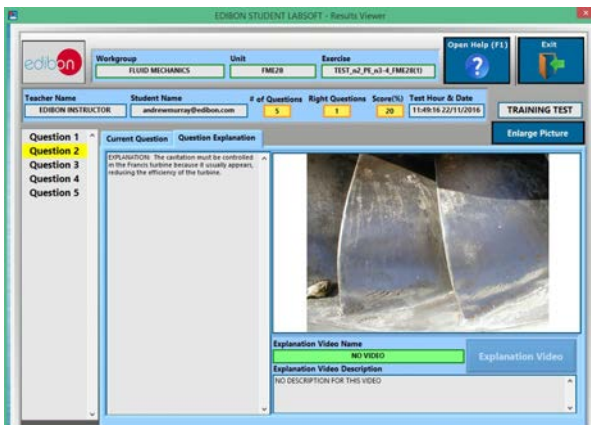 EDIBON STUDENT LABSOFT - Results Viewer
edibon
Workgroup Unit Exercise
FLUID MECHANICS FME28 TEST_n2_PE_n3-4_FME28(1)
Open Help (F1) Exit
Teacher Name Student Name # of Questions Right Questions Score(%) Test Hour & Date
EDIBON INSTRUCTOR andrewmurray@edibon.com 5 1 20 11:49:16 22/11/2016 TRAINING TEST
Enlarge Picture
Question 1
Question 2
Question 3
Question 4
Question 5
Current Question Question Explanation
EXPLANATION: The cavitation must be controlled
in the Francis turbine because it usually appears,
reducing the efficiency of the turbine.
Explanation Video Name
NO VIDEO
Explanation Video
Explanation Video Description
NO DESCRIPTION FOR THIS VIDEO